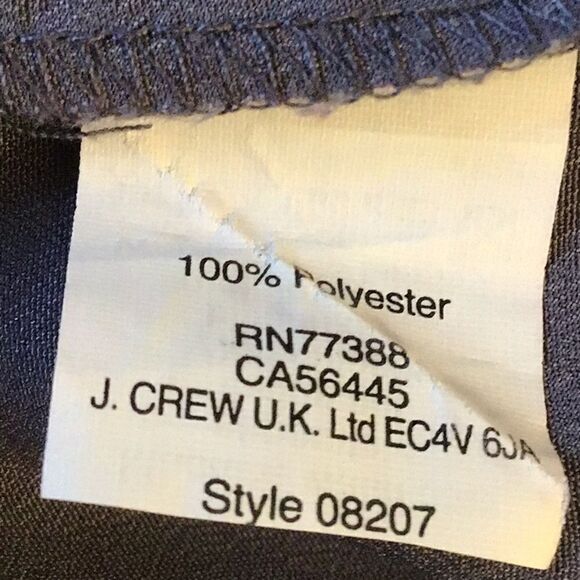 100% Polyester
RN77388
CA56445
J. CREW U.K. Ltd EC4V 6JA
Style 08207